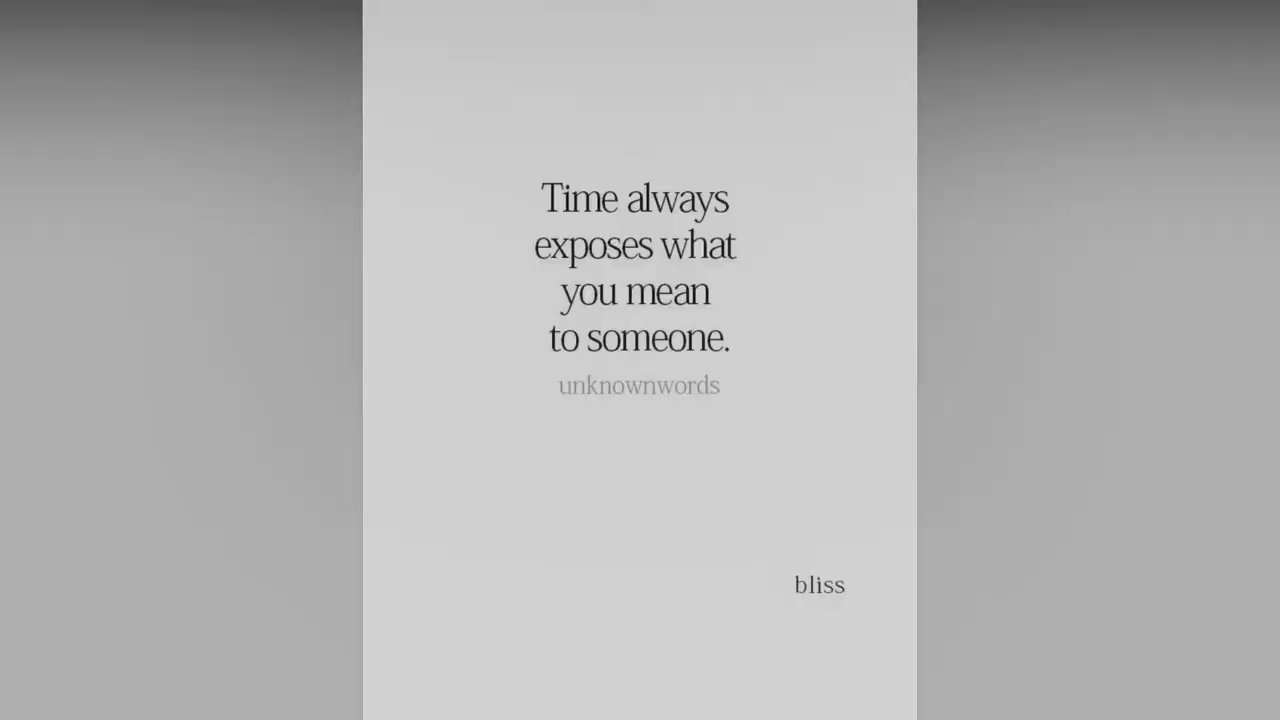 Time always
exposes what
you mean
to someone.
unknownwords
bliss